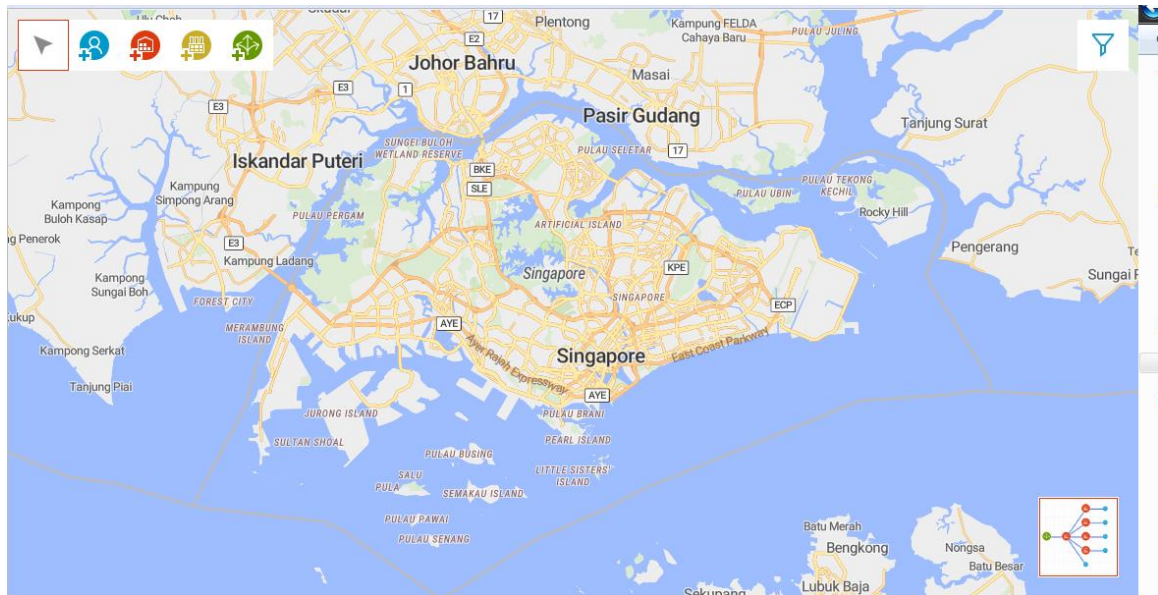 Plentong
17
Kampung FELDA
Cahaya Baru
PULAU JULING
E2
Johor Bahru
Masai
E3
E3
1
Pasir Gudang
Tanjung Surat
SUNGEI BULOH
WETLAND RESERVE
PULAU SELETAR
17
Iskandar Puteri
BKE
SLE
PULAU UBIN
PULAU TEKONG
KECHIL
Kampung
Simpong Arang
Kampung
Buloh Kasap
PULAU PERGAM
ARTIFICIAL ISLAND
Rocky Hill
ng Penerok
E3
Kampung Ladang
Pengerang
Singapore
KPE
Kampong
Sungai Boh
SINGAPORE
FOREST CITY
ECP
MERAMBUNG
ISLAND
AYE
Ayer Rajah Expressway
Singapore
East Coast Parkway
Kampong Serkat
Tanjung Piai
AYE
JURONG ISLAND
PULAU BRANI
SULTAN SHOAL
PEARL ISLAND
PULAU BUSING
SALU
PULA
LITTLE SISTERS'
ISLAND
SEMAKAU ISLAND
PULAU PAWAI
PULAU SENANG
Batu Merah
Bengkong
Nongsa
Batu Besar
Lubuk Baja